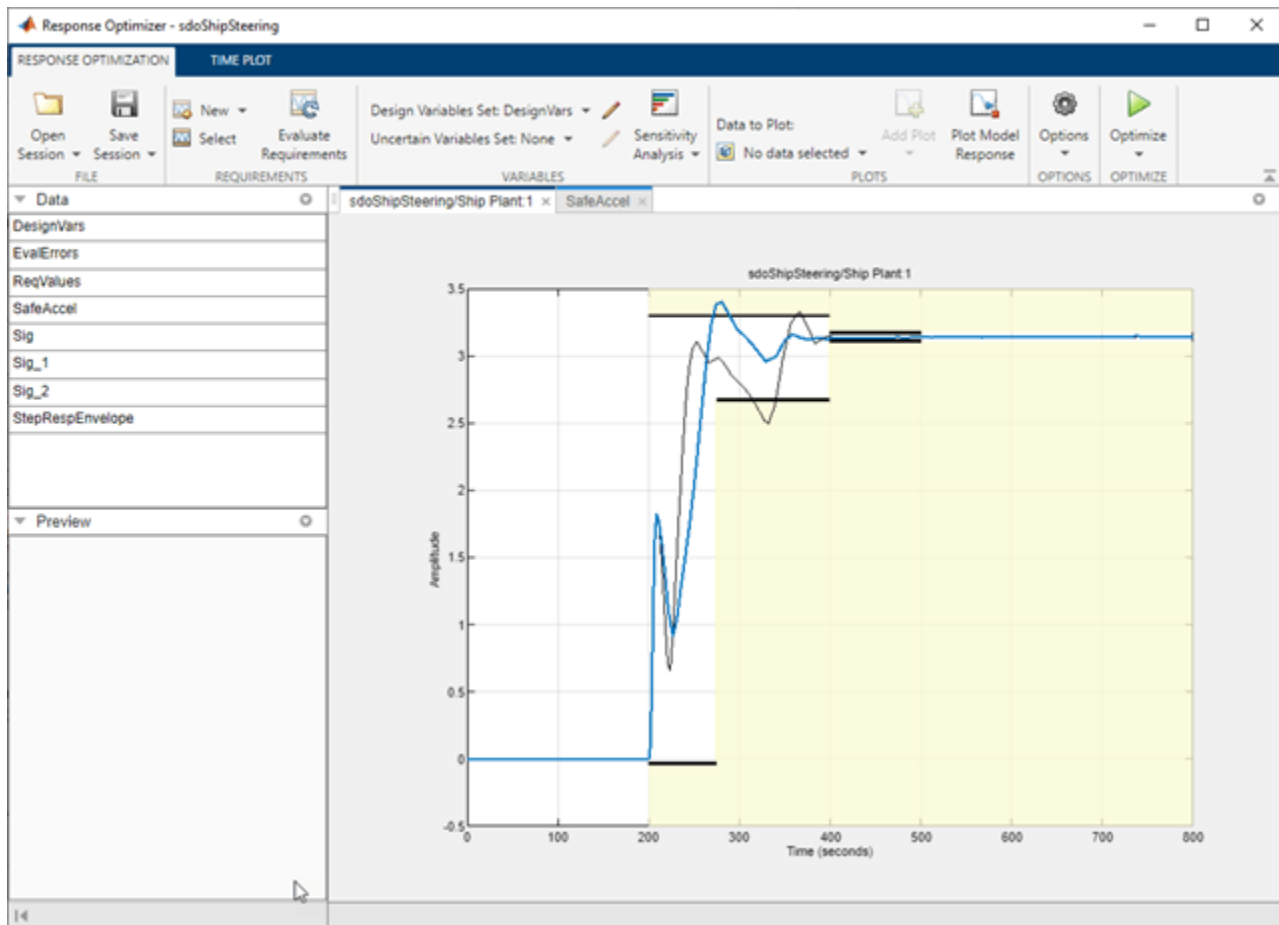 Response Optimizer - sdoShipSteering
RESPONSE OPTIMIZATION TIME PLOT
Open Session
Save Session
FILE
New
Select
Evaluate Requirements
REQUIREMENTS
Design Variables Set: DesignVars
Uncertain Variables Set: None
Sensitivity Analysis
VARIABLES
Data to Plot:
No data selected
Add Plot
Plot Model Response
PLOTS
Options
OPTIONS
Optimize
OPTIMIZE
Data
DesignVars
EvalErrors
ReqValues
SafeAccel
Sig
Sig_1
Sig_2
StepRespEnvelope
Preview
sdoShipSteering/Ship Plant:1 × SafeAccel ×
sdoShipSteering/Ship Plant:1
3.5
3
2.5
2
1.5
1
0.5
0
-0.5
Amplitude
0 100 200 300 400 500 600 700 800
Time (seconds)